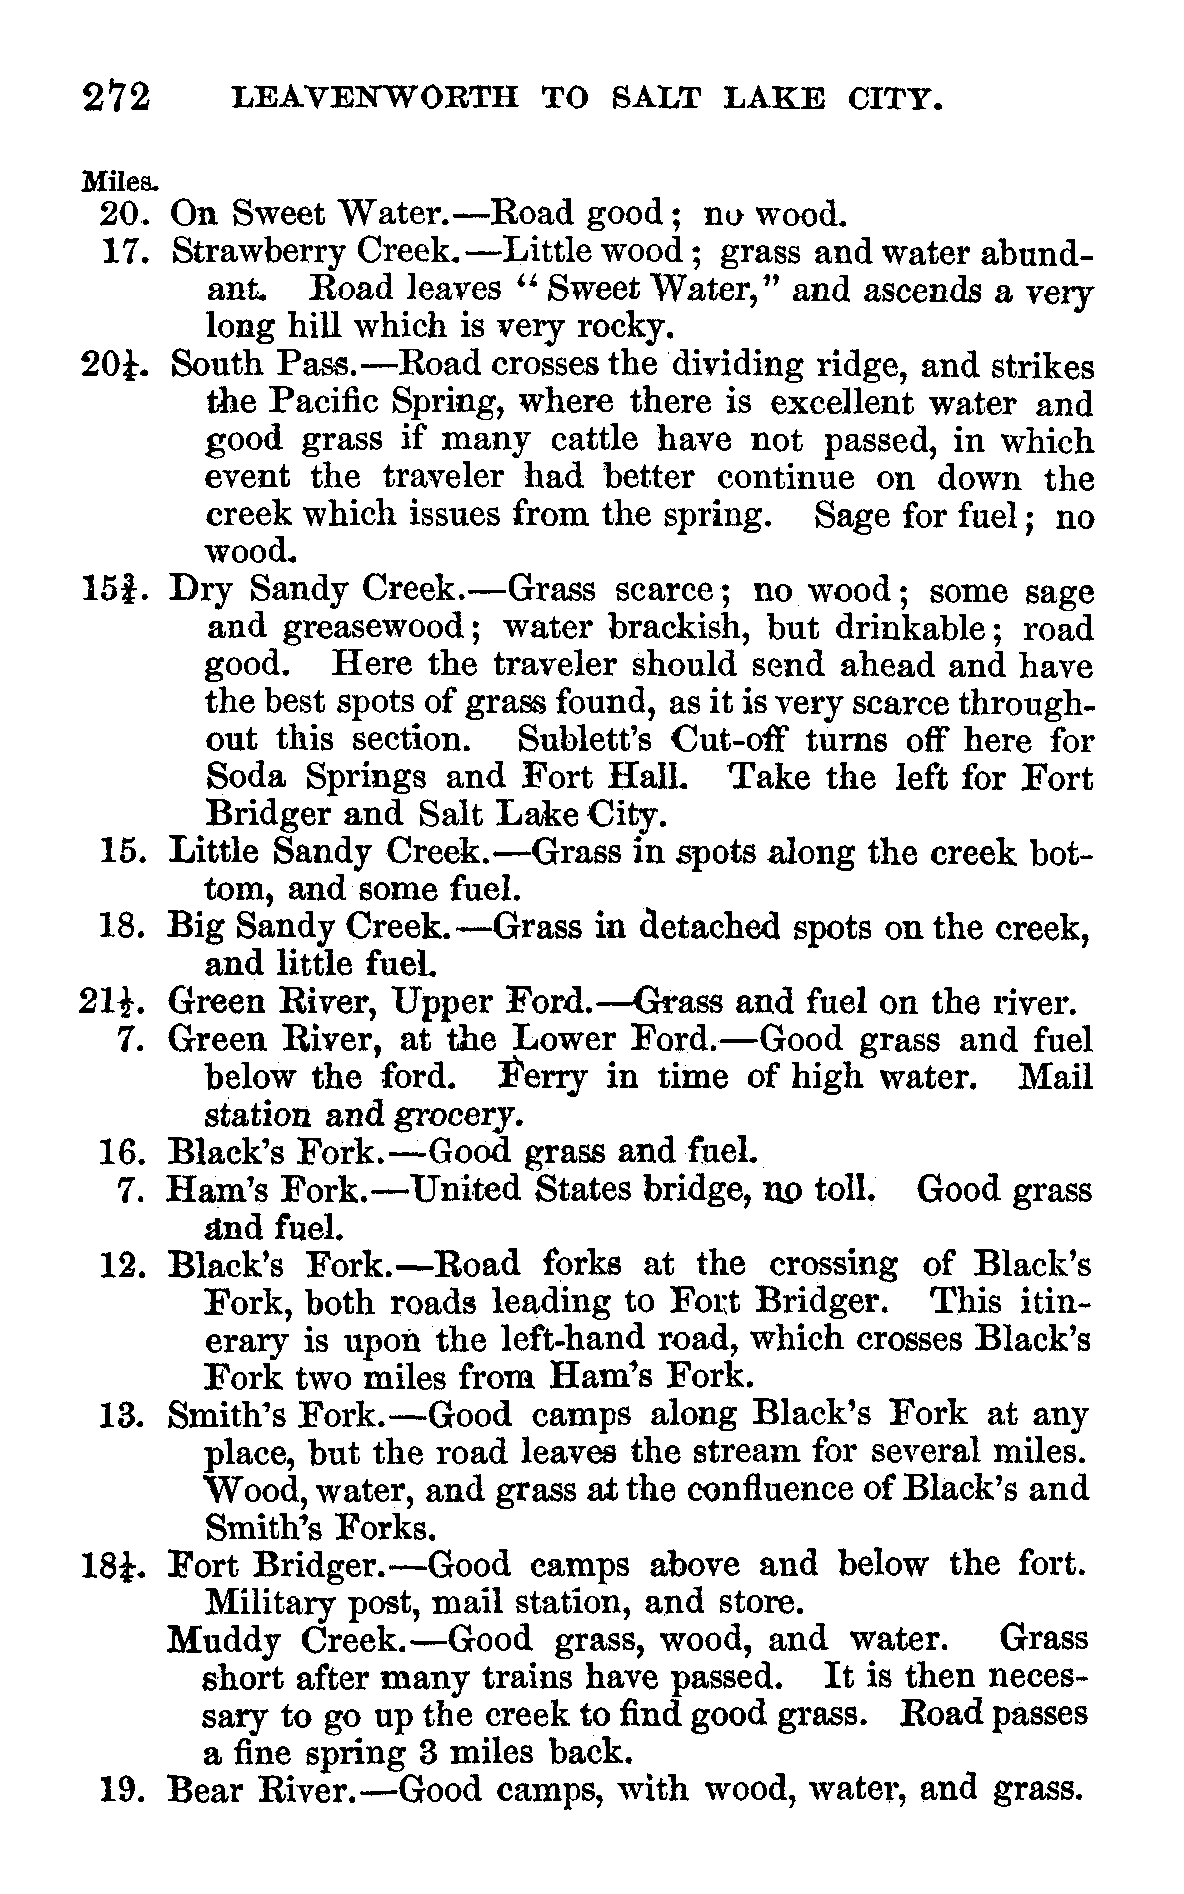 272 LEAVENWORTH TO SALT LAKE CITY.
Miles.
20. On Sweet Water.—Road good; no wood.
17. Strawberry Creek.—Little wood; grass and water abund-
ant. Road leaves "Sweet Water," and ascends a very
long hill which is very rocky.
20¼. South Pass.—Road crosses the dividing ridge, and strikes
the Pacific Spring, where there is excellent water and
good grass if many cattle have not passed, in which
event the traveler had better continue on down the
creek which issues from the spring. Sage for fuel; no
wood.
15¾. Dry Sandy Creek.—Grass scarce; no wood; some sage
and greasewood; water brackish, but drinkable; road
good. Here the traveler should send ahead and have
the best spots of grass found, as it is very scarce through-
out this section. Sublett's Cut-off turns off here for
Soda Springs and Fort Hall. Take the left for Fort
Bridger and Salt Lake City.
15. Little Sandy Creek.—Grass in spots along the creek bot-
tom, and some fuel.
18. Big Sandy Creek.—Grass in detached spots on the creek,
and little fuel.
21½. Green River, Upper Ford.—Grass and fuel on the river.
7. Green River, at the Lower Ford.—Good grass and fuel
below the ford. Ferry in time of high water. Mail
station and grocery.
16. Black's Fork.—Good grass and fuel.
7. Ham's Fork.—United States bridge, no toll. Good grass
and fuel.
12. Black's Fork.—Road forks at the crossing of Black's
Fork, both roads leading to Fort Bridger. This itin-
erary is upon the left-hand road, which crosses Black's
Fork two miles from Ham's Fork.
13. Smith's Fork.—Good camps along Black's Fork at any
place, but the road leaves the stream for several miles.
Wood, water, and grass at the confluence of Black's and
Smith's Forks.
18¼. Fort Bridger.—Good camps above and below the fort.
Military post, mail station, and store.
Muddy Creek.—Good grass, wood, and water. Grass
short after many trains have passed. It is then neces-
sary to go up the creek to find good grass. Road passes
a fine spring 3 miles back.
19. Bear River.—Good camps, with wood, water, and grass.